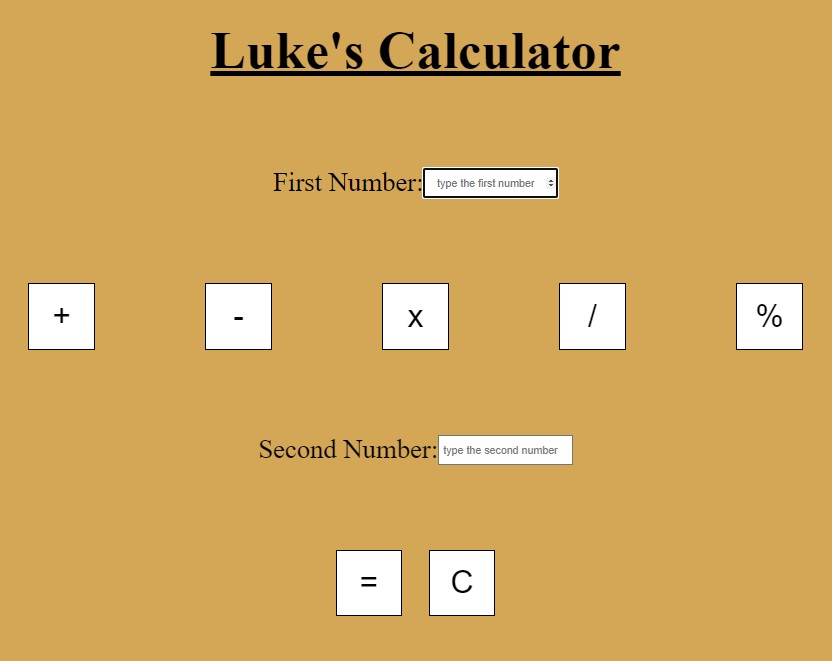 Luke's Calculator
First Number: type the first number
+ - x / %
Second Number: type the second number
= C